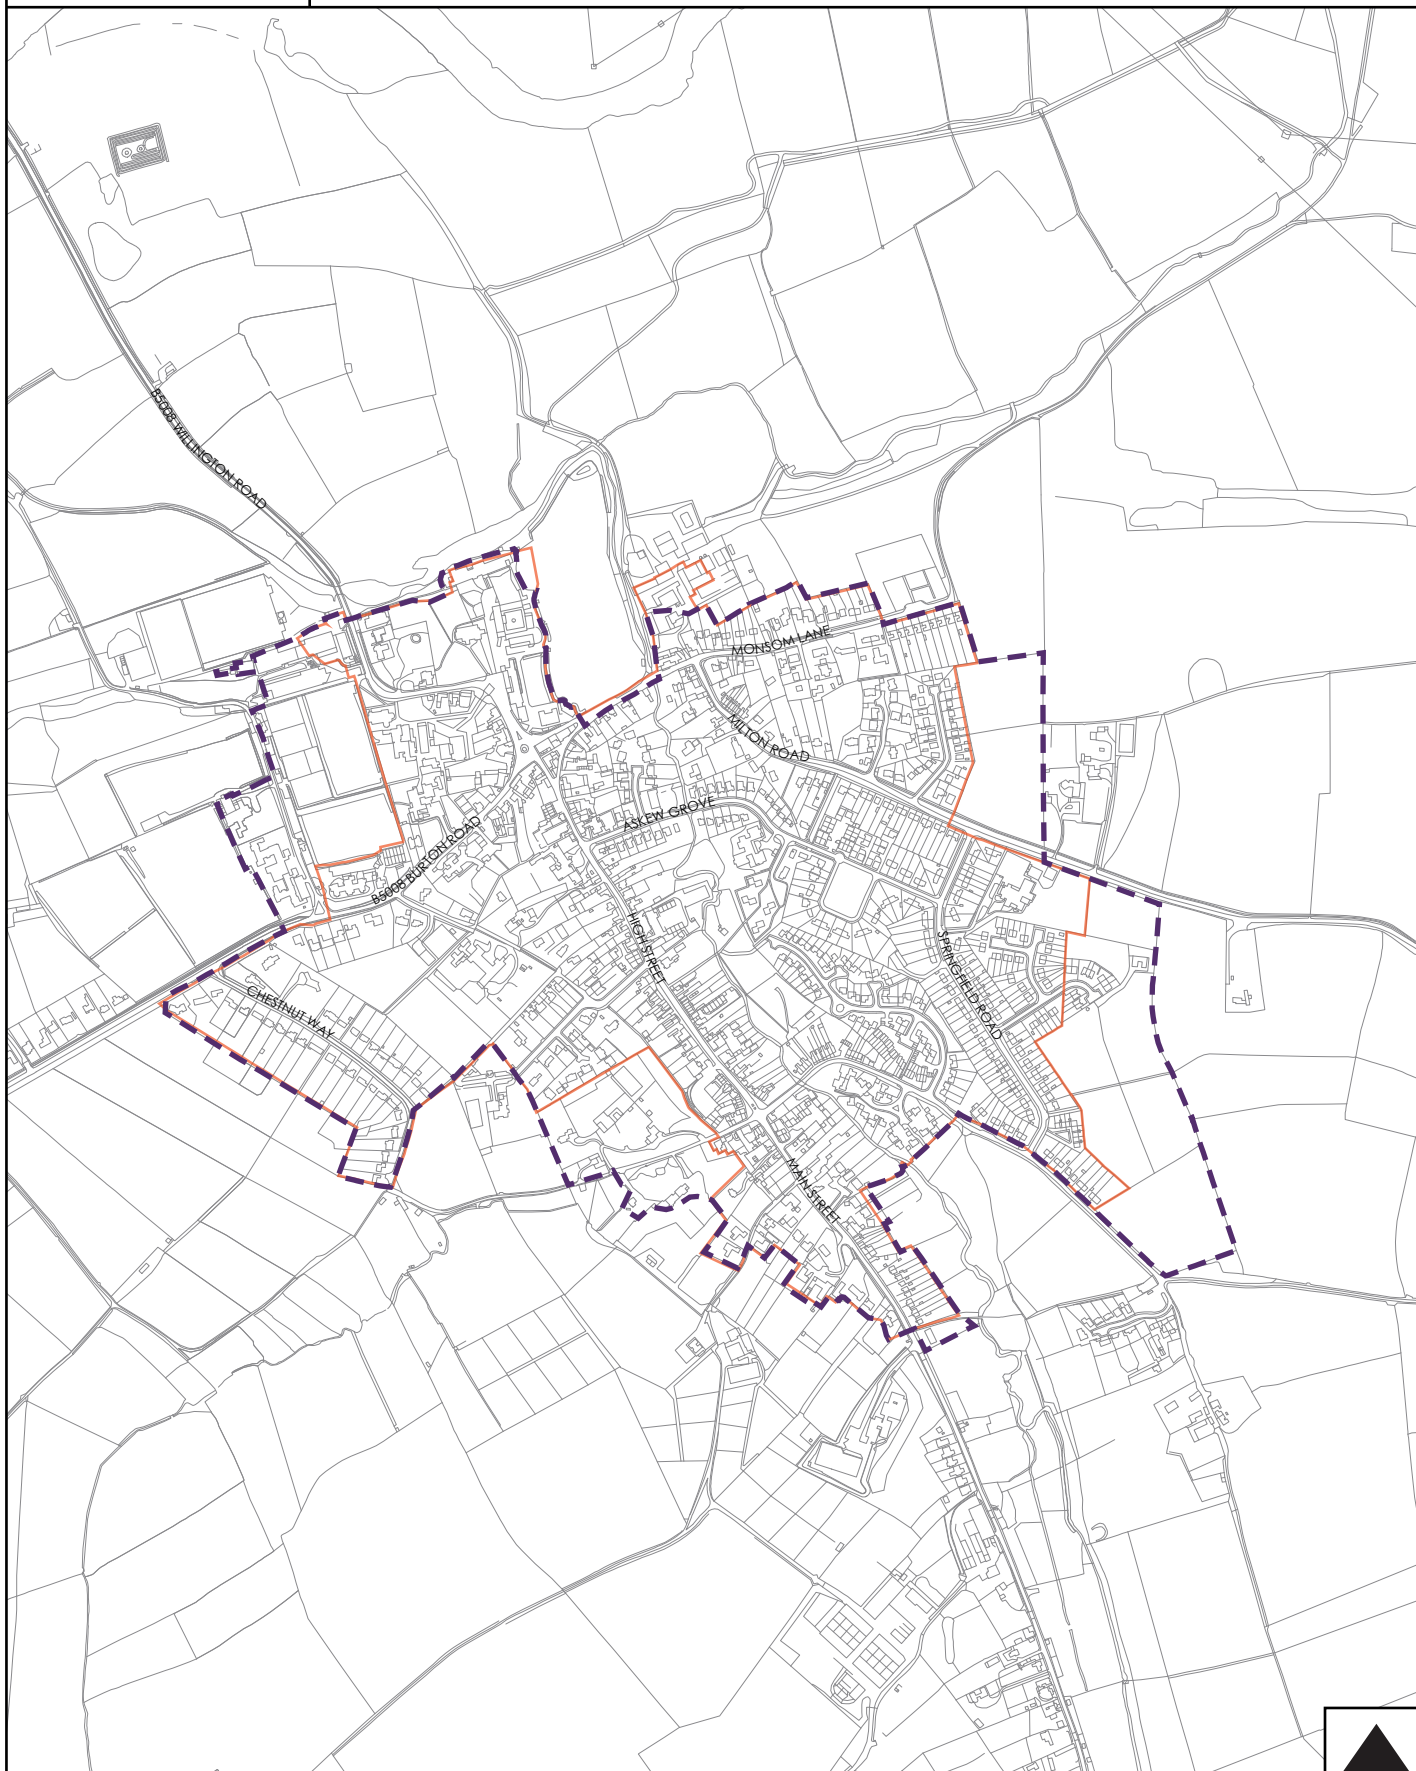 B5008 WILLINGTON ROAD
MONSOM LANE
MILTON ROAD
ASKEW GROVE
B5008 BURTON ROAD
HIGH STREET
SPRINGFIELD ROAD
CHESTNUT WAY
MAIN STREET